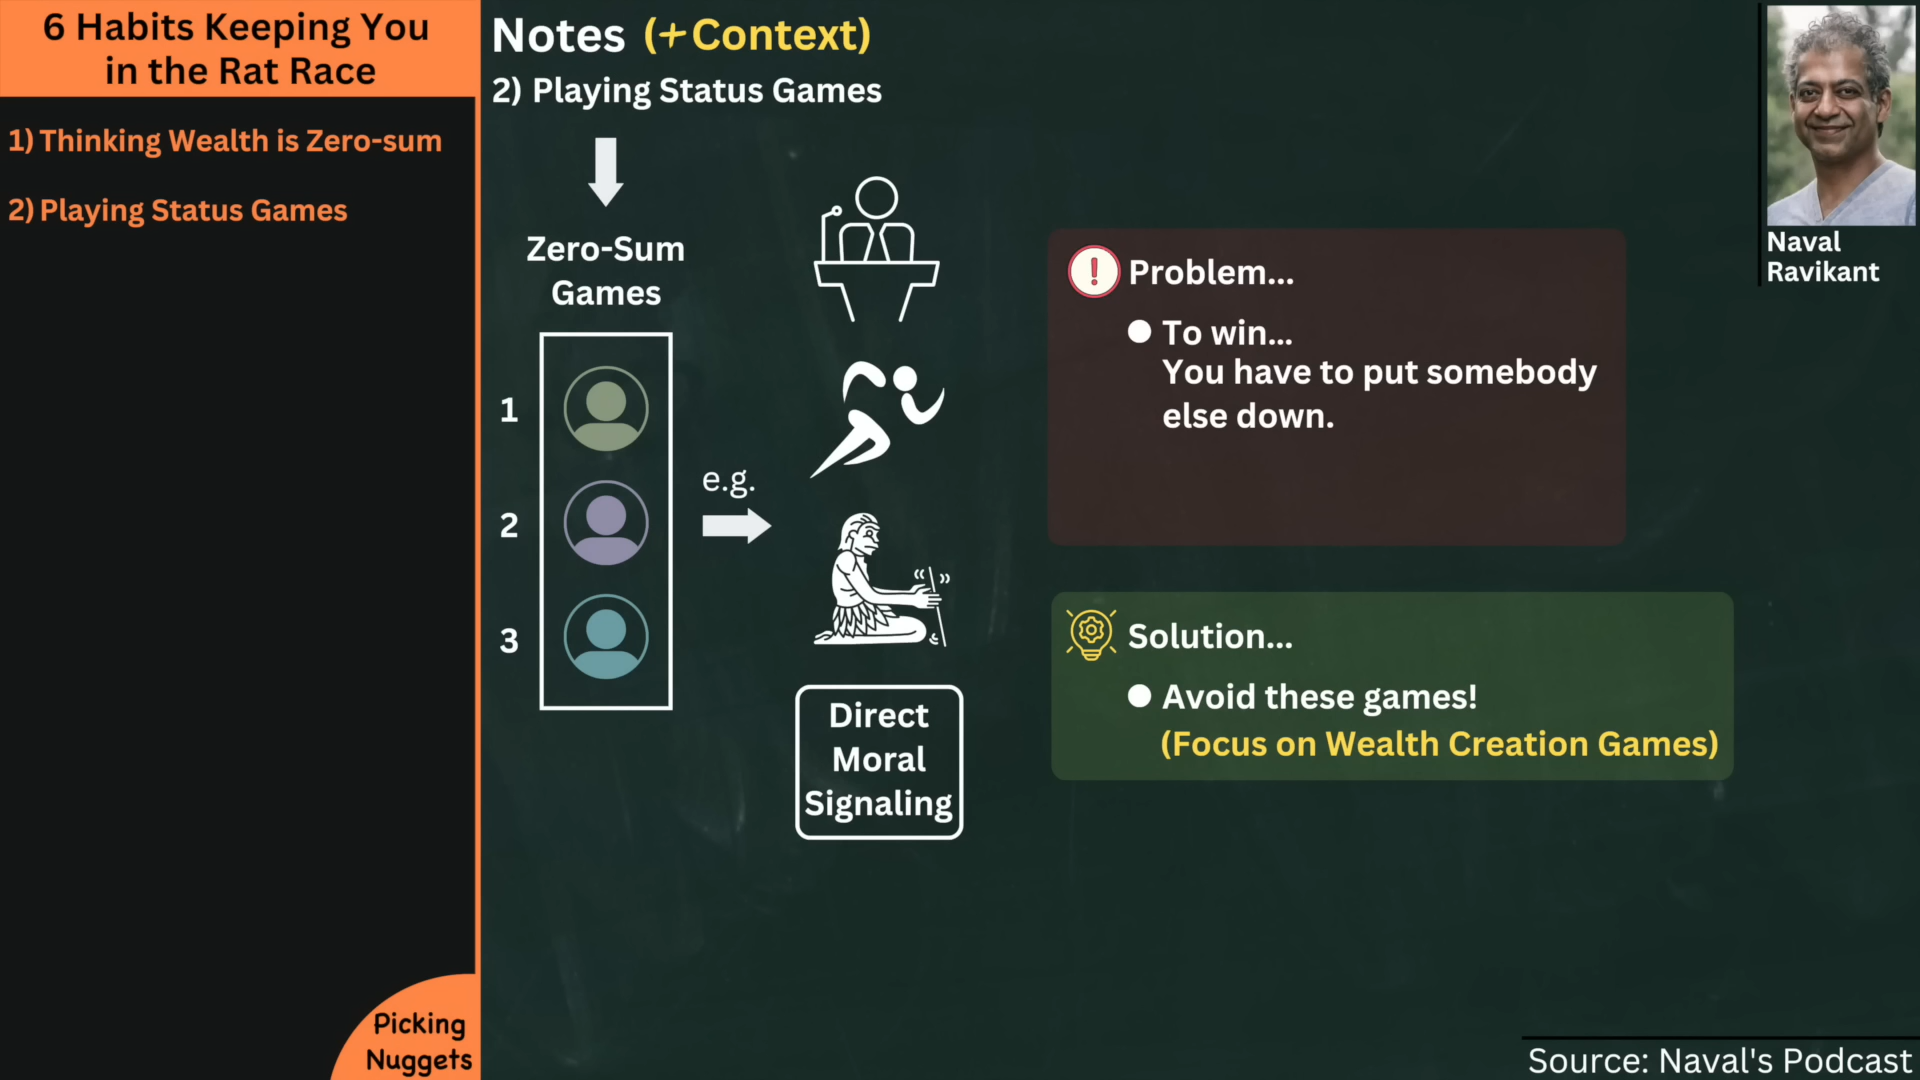 6 Habits Keeping You
in the Rat Race
1) Thinking Wealth is Zero-sum
2) Playing Status Games
Picking
Nuggets
Notes (+Context)
2) Playing Status Games
Zero-Sum
Games
1
2
3
e.g.
Direct
Moral
Signaling
Problem...
To win...
You have to put somebody
else down.
Solution...
Avoid these games!
(Focus on Wealth Creation Games)
Naval
Ravikant
Source: Naval's Podcast